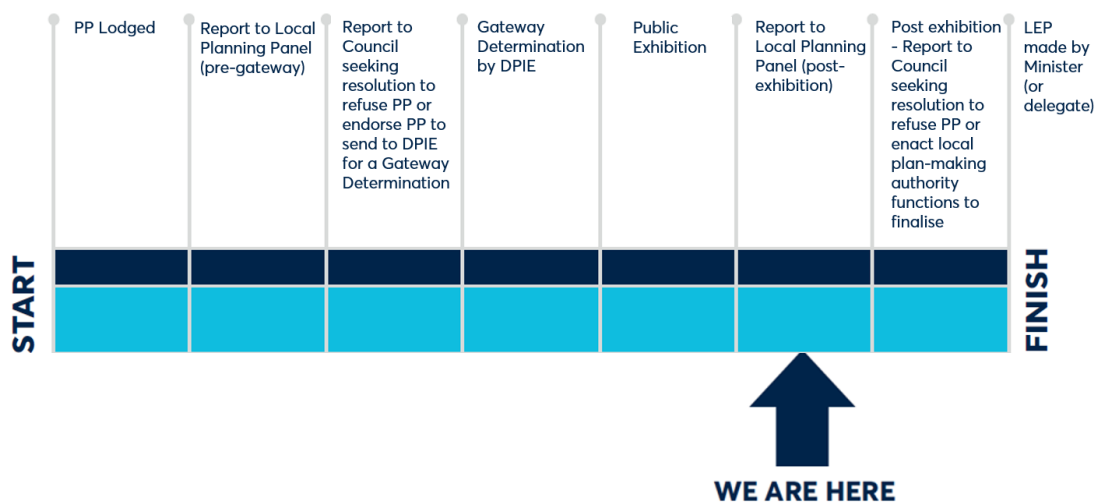 PP Lodged
Report to Local
Planning Panel
(pre-gateway)
Report to
Council
seeking
resolution to
refuse PP or
endorse PP to
send to DPIE
for a Gateway
Determination
Gateway
Determination
by DPIE
Public
Exhibition
Report to
Local Planning
Panel (post-
exhibition)
Post exhibition
- Report to
Council
seeking
resolution to
refuse PP or
enact local
plan-making
authority
functions to
finalise
LEP
made by
Minister
(or
delegate)
START
FINISH
WE ARE HERE